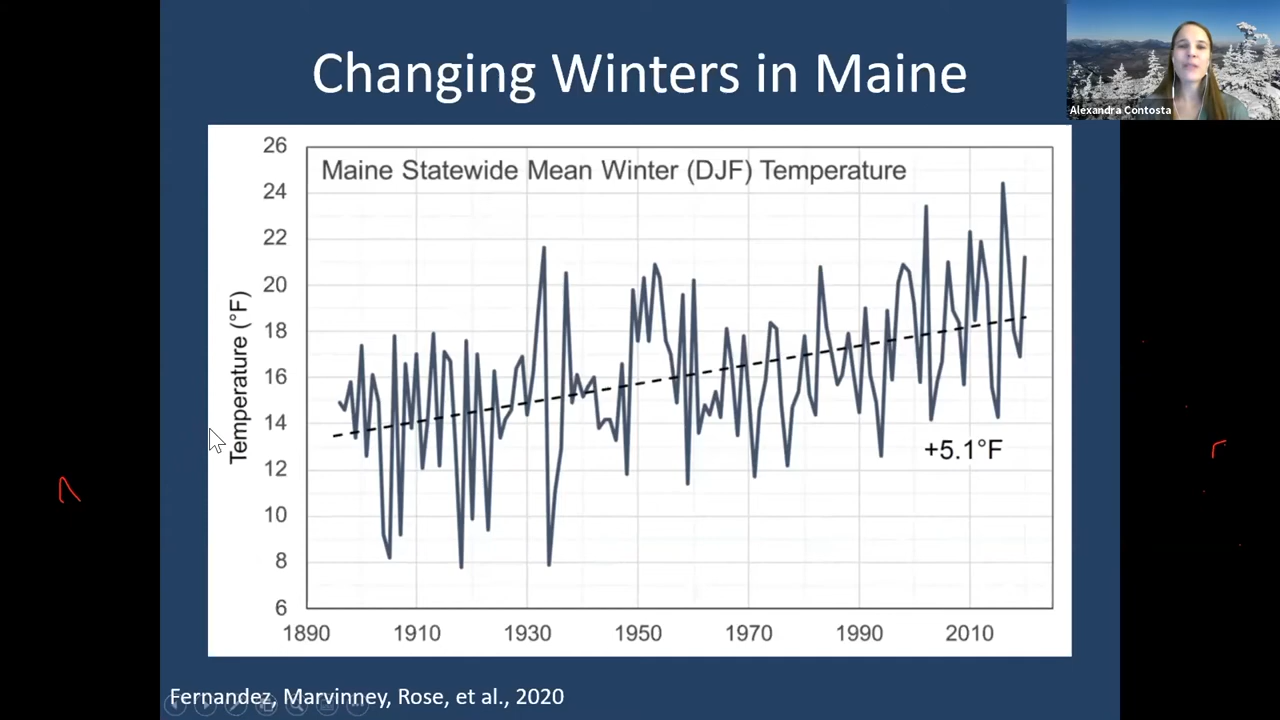 Changing Winters in Maine
Alexandra Contosta
Maine Statewide Mean Winter (DJF) Temperature
Temperature (°F)
26
24
22
20
18
16
14
12
10
8
6
+5.1°F
1890 1910 1930 1950 1970 1990 2010
Fernandez, Marvinney, Rose, et al., 2020